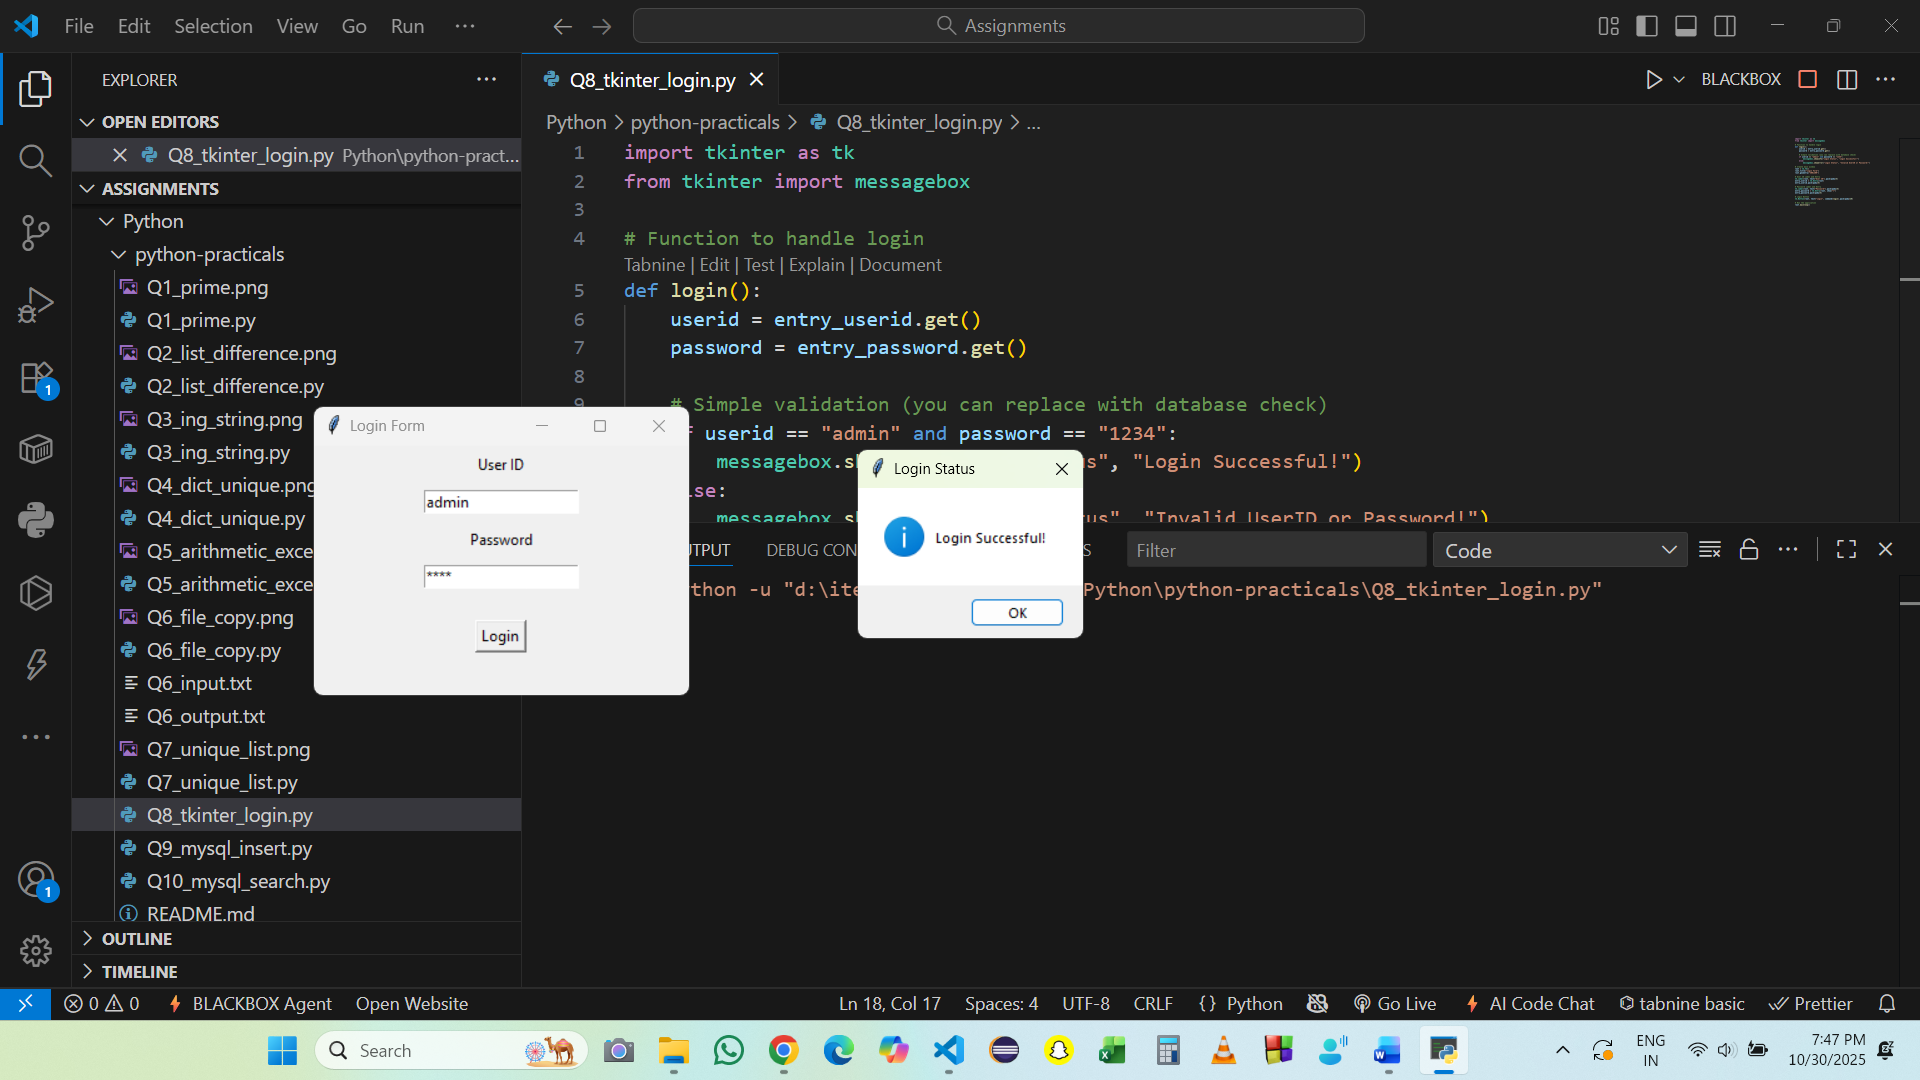 File Edit Selection View Go Run ···
Assignments
EXPLORER
OPEN EDITORS
Q8_tkinter_login.py Python\python-pract...
ASSIGNMENTS
Python
python-practicals
Q1_prime.png
Q1_prime.py
Q2_list_difference.png
Q2_list_difference.py
Q3_ing_string.png
Q3_ing_string.py
Q4_dict_unique.png
Q4_dict_unique.py
Q5_arithmetic_exce
Q5_arithmetic_exce
Q6_file_copy.png
Q6_file_copy.py
Q6_input.txt
Q6_output.txt
Q7_unique_list.png
Q7_unique_list.py
Q8_tkinter_login.py
Q9_mysql_insert.py
Q10_mysql_search.py
README.md
OUTLINE
TIMELINE
1
1
Q8_tkinter_login.py
BLACKBOX
Python > python-practicals > Q8_tkinter_login.py > ...
1 import tkinter as tk
2 from tkinter import messagebox
3
4 # Function to handle login
Tabnine | Edit | Test | Explain | Document
5 def login():
6 userid = entry_userid.get()
7 password = entry_password.get()
8
9 # Simple validation (you can replace with database check)
userid == "admin" and password == "1234":
messagebox.s us", "Login Successful!")
se:
messagebox.s tus", "Invalid UserID or Password!")
Login Form
User ID
admin
Password
****
Login
Login Status
Login Successful!
OK
TPUT DEBUG CON S
Filter
Code
thon -u "d:\ite Python\python-practicals\Q8_tkinter_login.py"
0 0 BLACKBOX Agent Open Website
Ln 18, Col 17 Spaces: 4 UTF-8 CRLF {} Python Go Live AI Code Chat tabnine basic Prettier
Search
ENG
IN
7:47 PM
10/30/2025